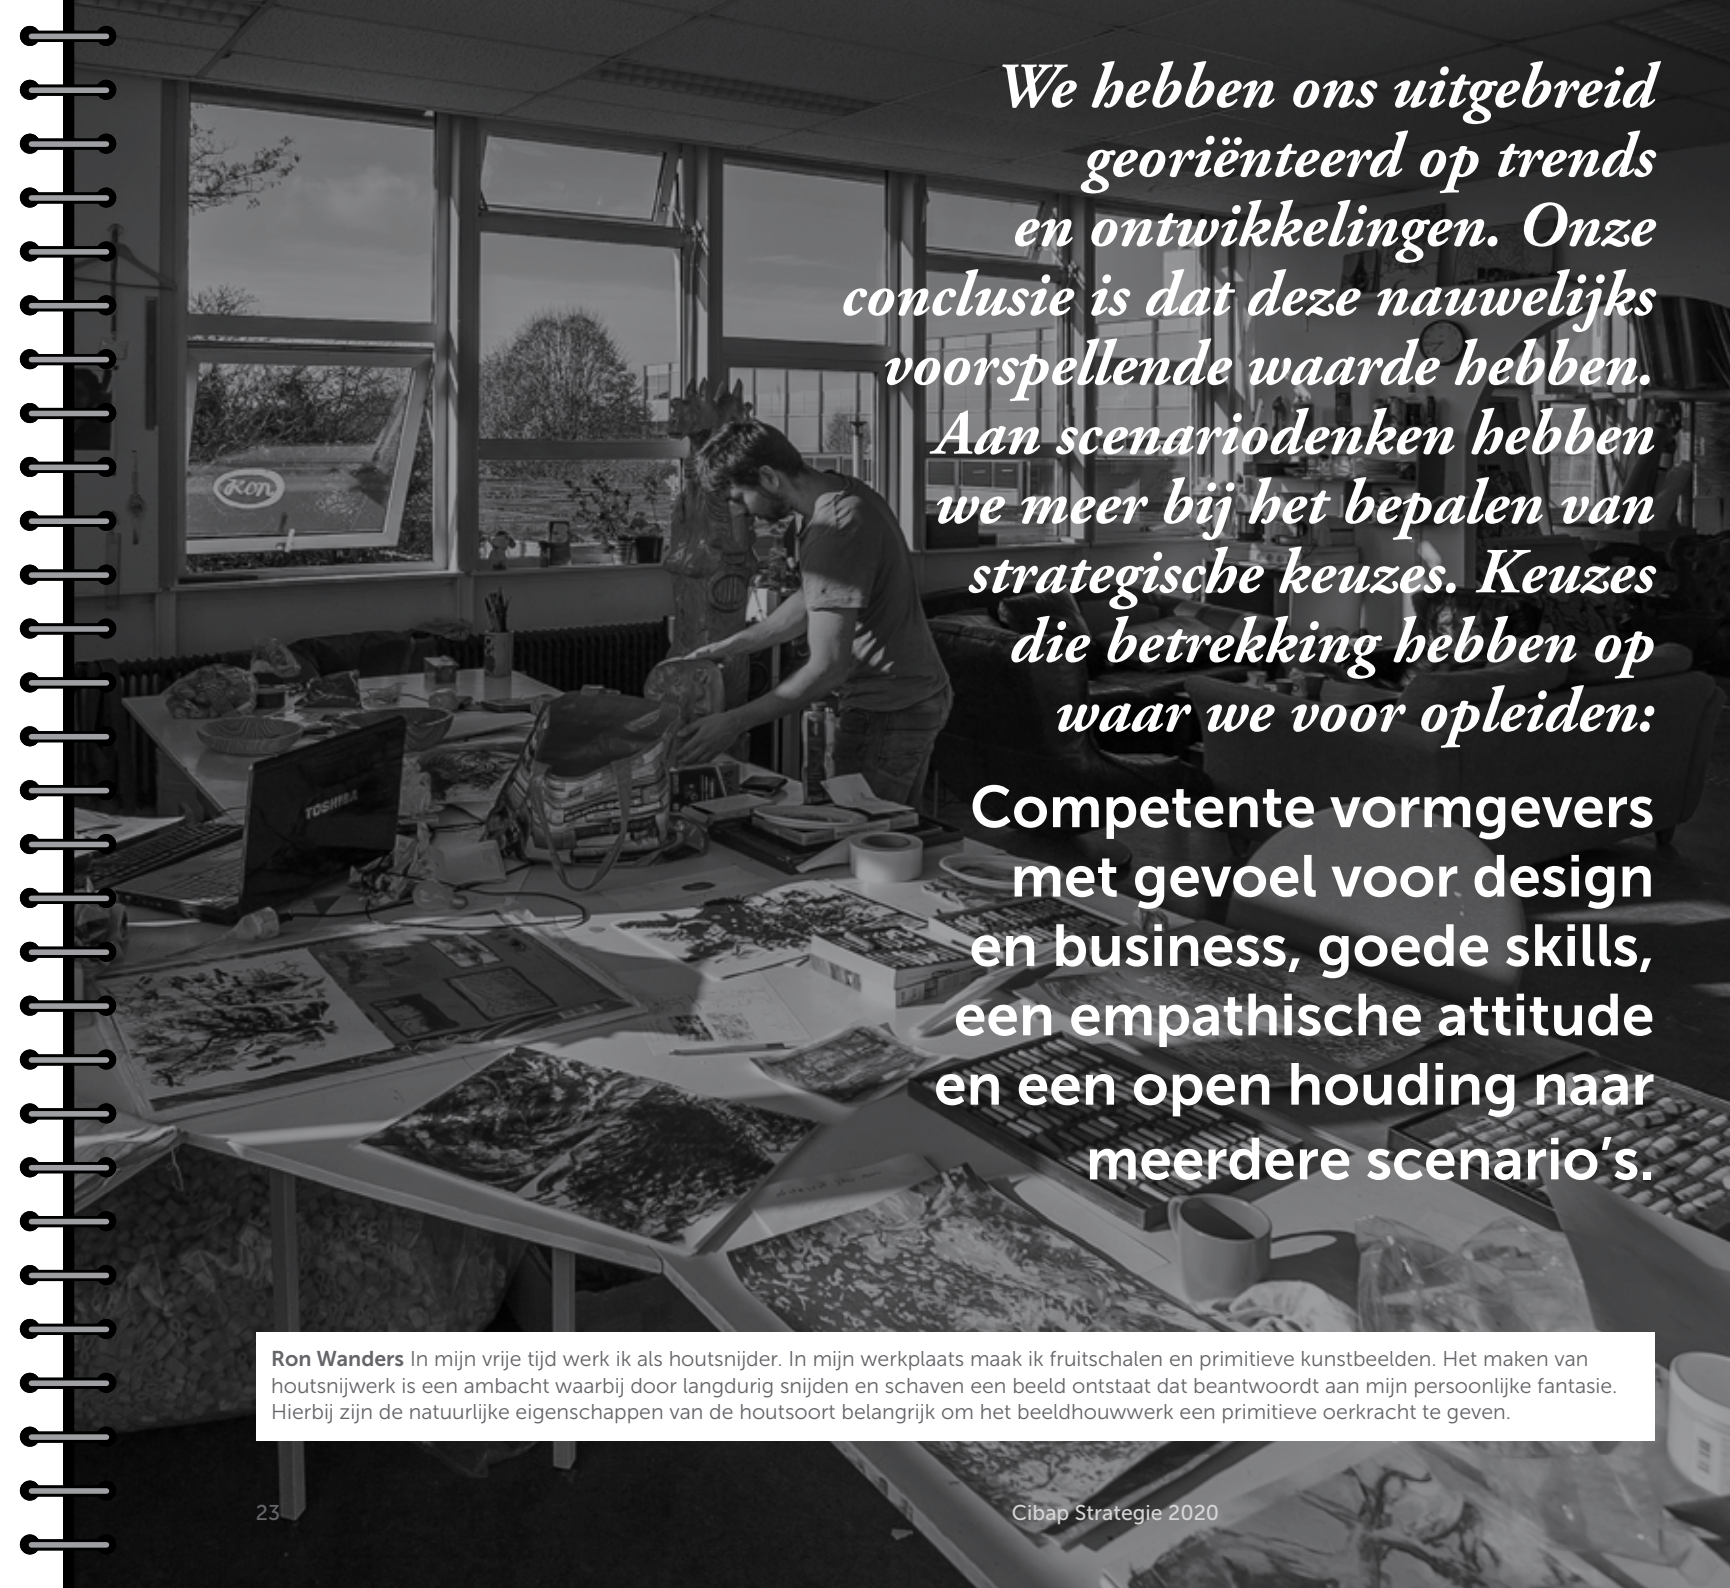 We hebben ons uitgebreid
georiënteerd op trends
en ontwikkelingen. Onze
conclusie is dat deze nauwelijks
voorspellende waarde hebben.
Aan scenariodenken hebben
we meer bij het bepalen van
strategische keuzes. Keuzes
die betrekking hebben op
waar we voor opleiden:
Competente vormgevers
met gevoel voor design
en business, goede skills,
een empathische attitude
en een open houding naar
meerdere scenario’s.
Ron
TOSHIBA
Ron Wanders In mijn vrije tijd werk ik als houtsnijder. In mijn werkplaats maak ik fruitschalen en primitieve kunstbeelden. Het maken van
houtsnijwerk is een ambacht waarbij door langdurig snijden en schaven een beeld ontstaat dat beantwoordt aan mijn persoonlijke fantasie.
Hierbij zijn de natuurlijke eigenschappen van de houtsoort belangrijk om het beeldhouwwerk een primitieve oerkracht te geven.
23
Cibap Strategie 2020